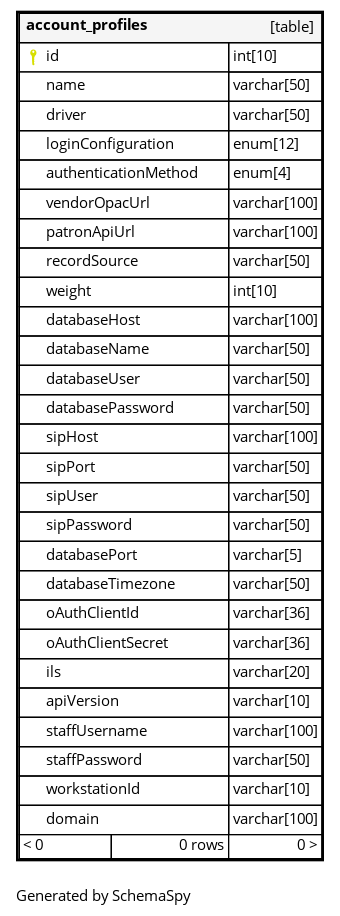 account_profiles [table]
id int[10]
name varchar[50]
driver varchar[50]
loginConfiguration enum[12]
authenticationMethod enum[4]
vendorOpacUrl varchar[100]
patronApiUrl varchar[100]
recordSource varchar[50]
weight int[10]
databaseHost varchar[100]
databaseName varchar[50]
databaseUser varchar[50]
databasePassword varchar[50]
sipHost varchar[100]
sipPort varchar[50]
sipUser varchar[50]
sipPassword varchar[50]
databasePort varchar[5]
databaseTimezone varchar[50]
oAuthClientId varchar[36]
oAuthClientSecret varchar[36]
ils varchar[20]
apiVersion varchar[10]
staffUsername varchar[100]
staffPassword varchar[50]
workstationId varchar[10]
domain varchar[100]
< 0 0 rows 0 >
Generated by SchemaSpy